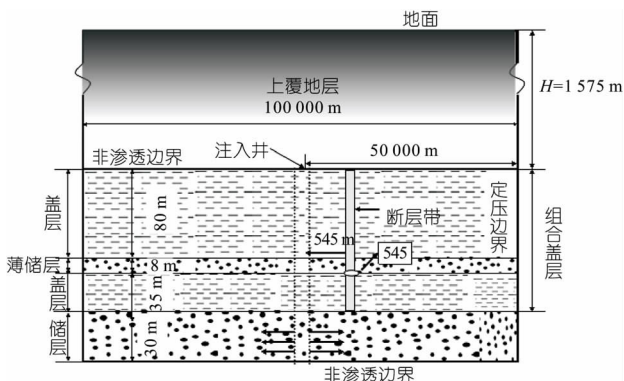 地面
上覆地层
H=1 575 m
100 000 m
注入井
非渗透边界
50 000 m
盖层
80 m
断层带
定压边界
组合盖层
545 m
545
薄储层
8 m
盖层
35 m
储层
30 m
非渗透边界